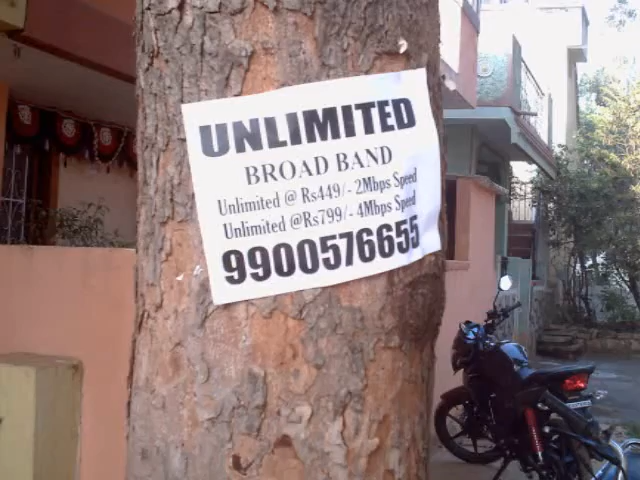 UNLIMITED
BROAD BAND
Unlimited @ Rs449/- 2Mbps Speed
Unlimited @Rs799/- 4Mbps Speed
9900576655